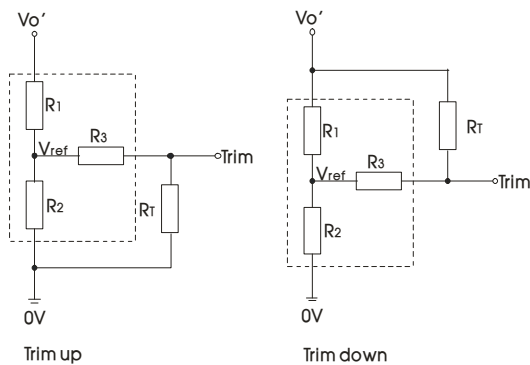 Vo'
R1
R3
Vref
Trim
R2
RT
0V
Trim up
Vo'
R1
RT
R3
Vref
Trim
R2
0V
Trim down